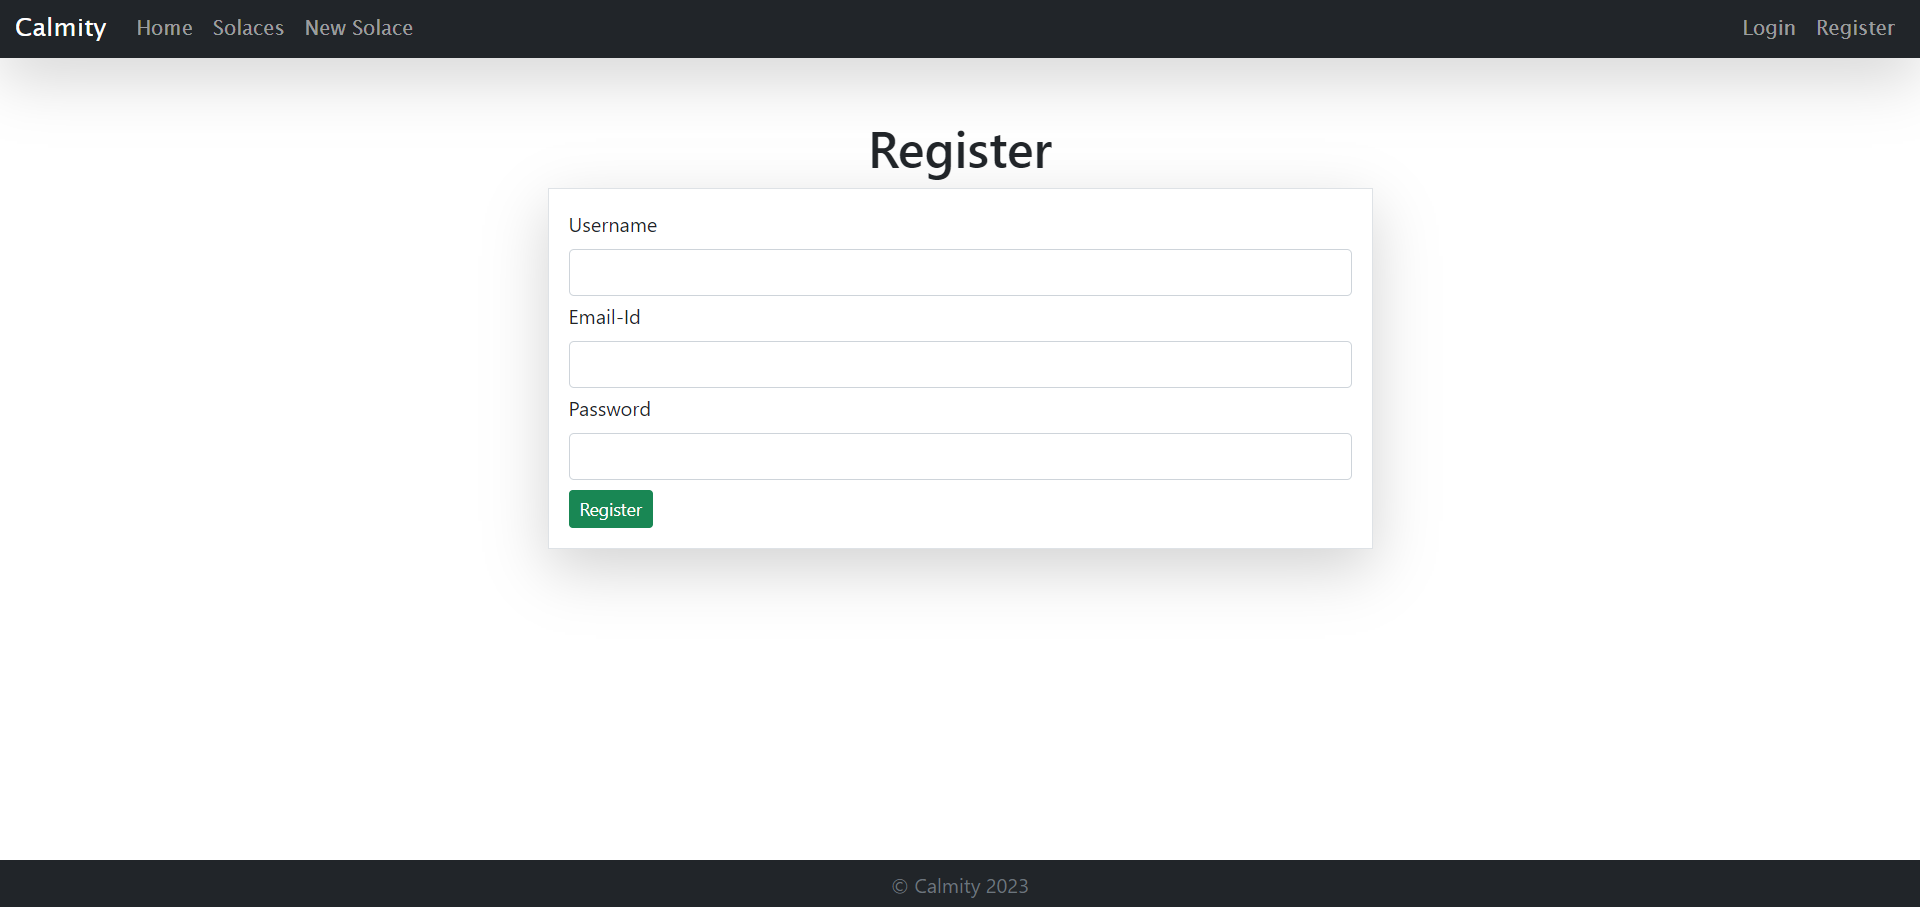 Calmity Home Solaces New Solace Login Register
Register
Username
Email-Id
Password
Register
© Calmity 2023